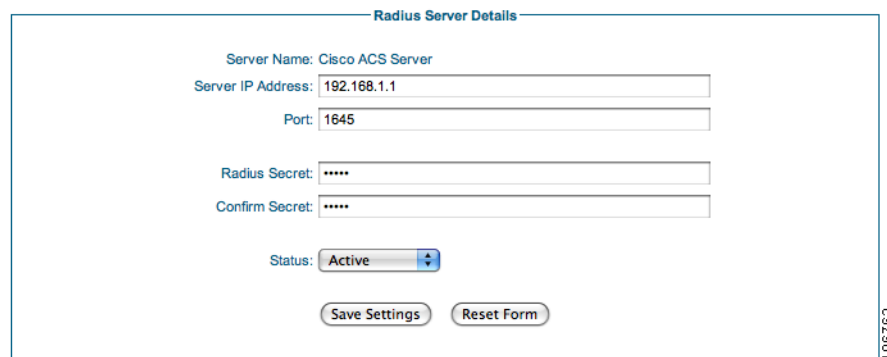 Radius Server Details
Server Name: Cisco ACS Server
Server IP Address: 192.168.1.1
Port: 1645
Radius Secret: •••••
Confirm Secret: •••••
Status: Active
Save Settings Reset Form